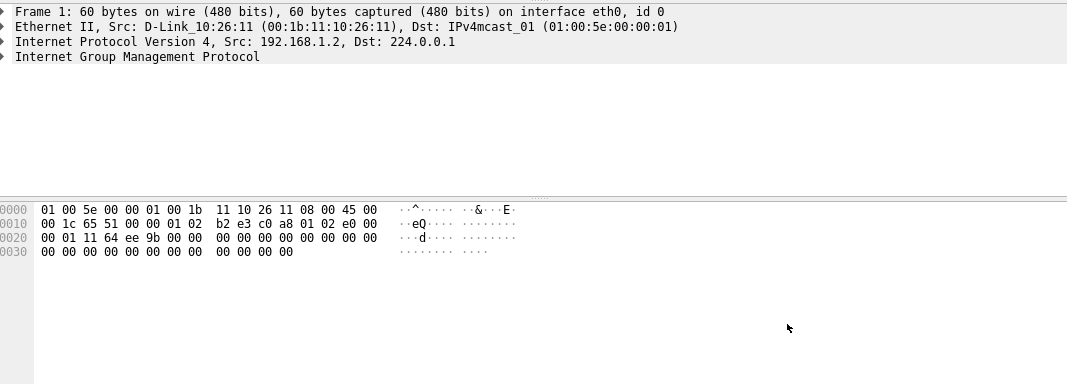 Frame 1: 60 bytes on wire (480 bits), 60 bytes captured (480 bits) on interface eth0, id 0
Ethernet II, Src: D-Link_10:26:11 (00:1b:11:10:26:11), Dst: IPv4mcast_01 (01:00:5e:00:00:01)
Internet Protocol Version 4, Src: 192.168.1.2, Dst: 224.0.0.1
Internet Group Management Protocol
0000 01 00 5e 00 00 01 00 1b 11 10 26 11 08 00 45 00 ··^····· ··&···E·
0010 00 1c 65 51 00 00 01 02 b2 e3 c0 a8 01 02 e0 00 ··eQ···· ········
0020 00 01 11 64 ee 9b 00 00 00 00 00 00 00 00 00 00 ···d···· ········
0030 00 00 00 00 00 00 00 00 00 00 00 00 ········ ····